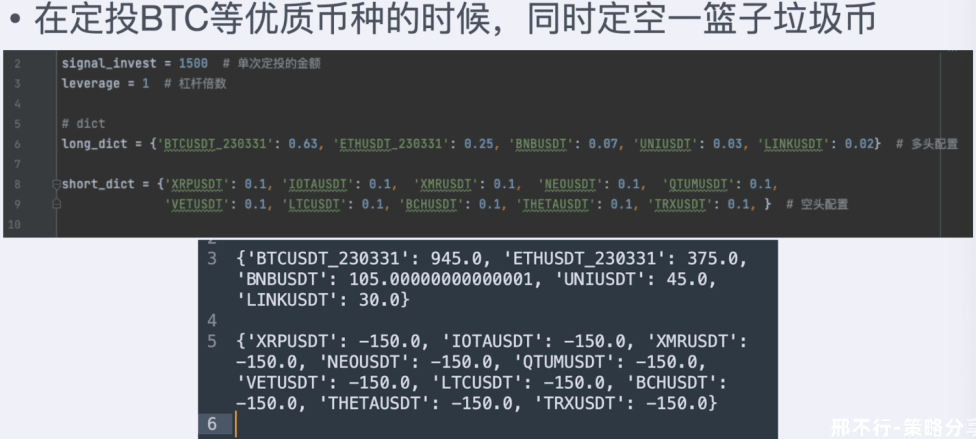 • 在定投BTC等优质币种的时候，同时定空一篮子垃圾币
2 signal_invest = 1500 # 单次定投的金额
3 leverage = 1 # 杠杆倍数
4
5 # dict
6 long_dict = {'BTCUSDT_230331': 0.63, 'ETHUSDT_230331': 0.25, 'BNBUSDT': 0.07, 'UNIUSDT': 0.03, 'LINKUSDT': 0.02} # 多头配置
7
8 short_dict = {'XRPUSDT': 0.1, 'IOTAUSDT': 0.1, 'XMRUSDT': 0.1, 'NEOUSDT': 0.1, 'QTUMUSDT': 0.1,
9 'VETUSDT': 0.1, 'LTCUSDT': 0.1, 'BCHUSDT': 0.1, 'THETAUSDT': 0.1, 'TRXUSDT': 0.1, } # 空头配置
10
3 {'BTCUSDT_230331': 945.0, 'ETHUSDT_230331': 375.0,
'BNBUSDT': 105.00000000000001, 'UNIUSDT': 45.0,
'LINKUSDT': 30.0}
4
5 {'XRPUSDT': -150.0, 'IOTAUSDT': -150.0, 'XMRUSDT':
-150.0, 'NEOUSDT': -150.0, 'QTUMUSDT': -150.0,
'VETUSDT': -150.0, 'LTCUSDT': -150.0, 'BCHUSDT':
-150.0, 'THETAUSDT': -150.0, 'TRXUSDT': -150.0}
6
邢不行-策略分享